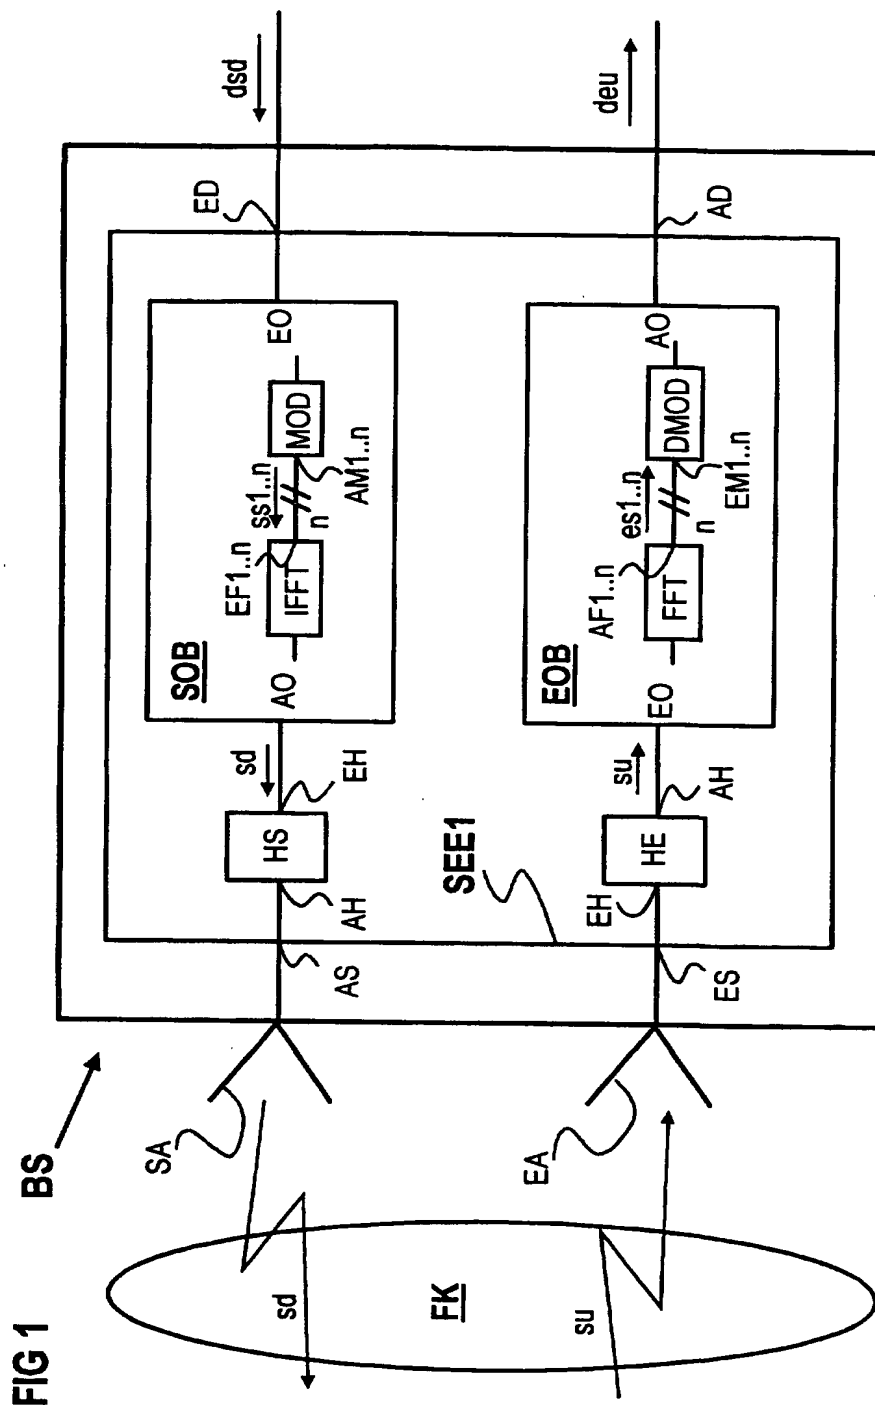 FIG 1
BS
FK
sd
su
SA
EA
AS
ES
SEE1
AH
HS
EH
sd
EH
HE
AH
su
SOB
AO
IFFT
EF1..n
ss1..n
n
AM1..n
MOD
EO
EOB
EO
FFT
AF1..n
es1..n
n
EM1..n
DMOD
AO
ED
AD
dsd
deu